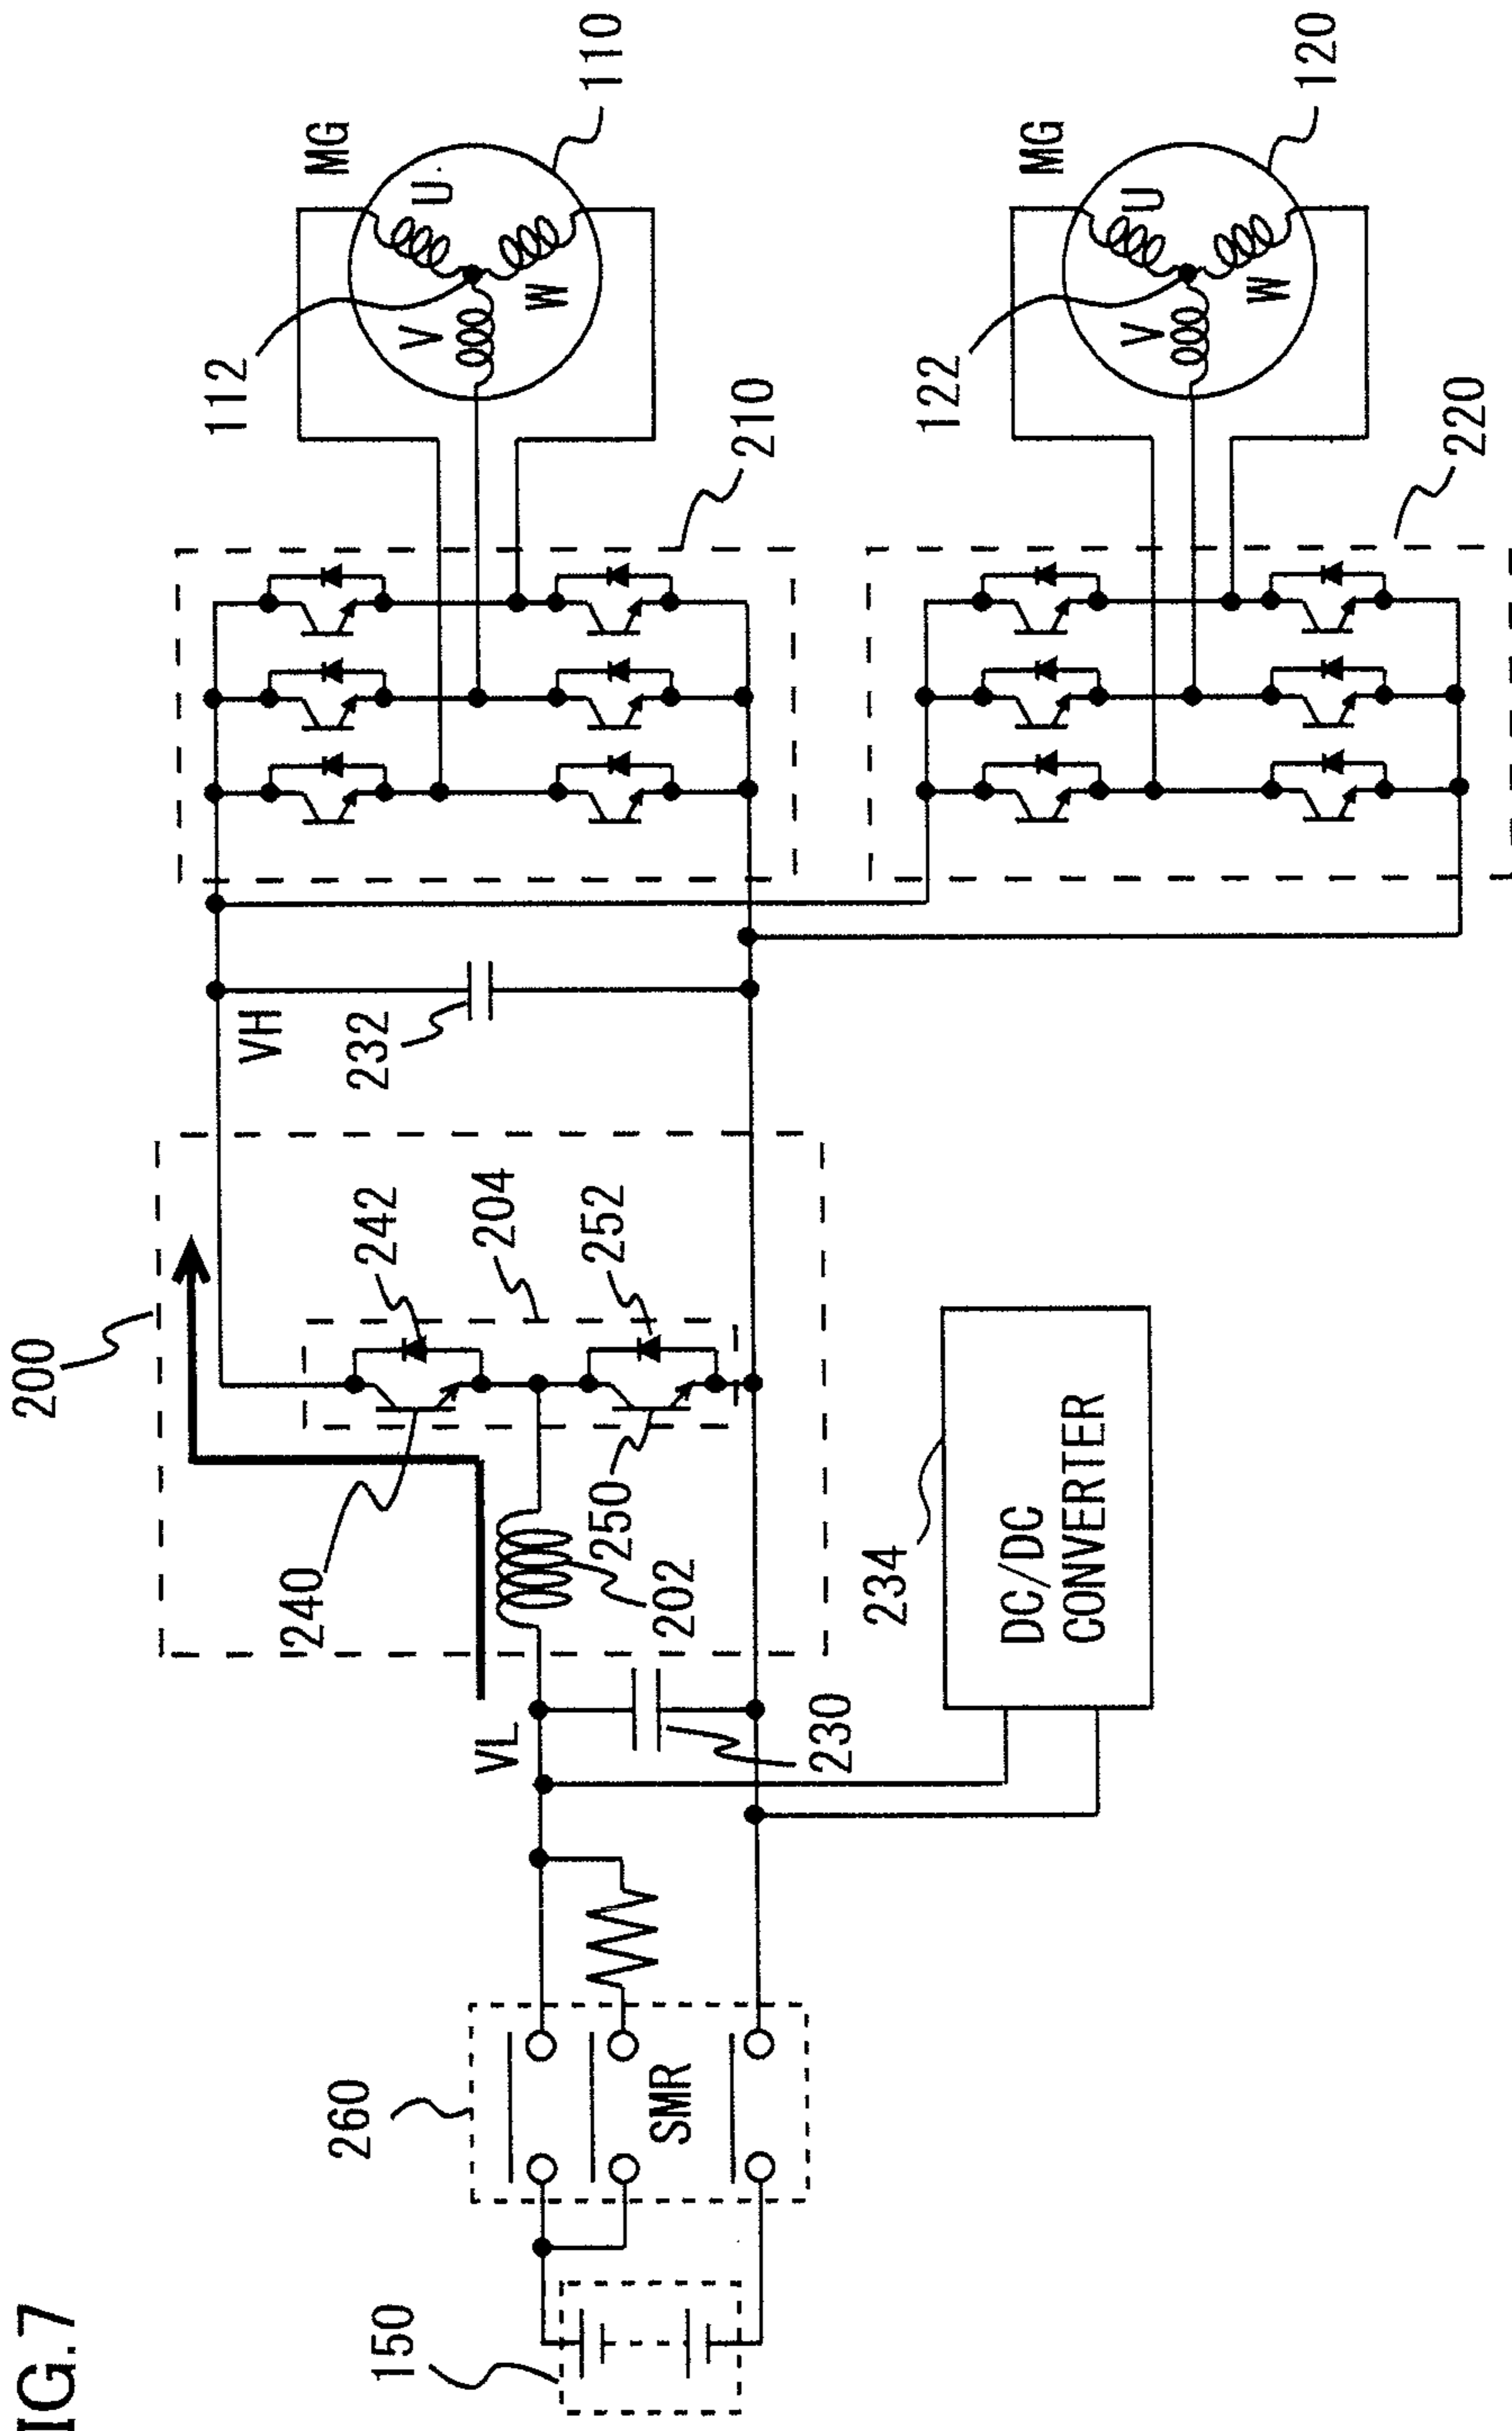 IG.7
200
150
260
SMR
VL
230
234
DC/DC
CONVERTER
240
202
250
242
204
252
VH
232
210
220
112
122
MG
U
V
W
110
MG
U
V
W
120